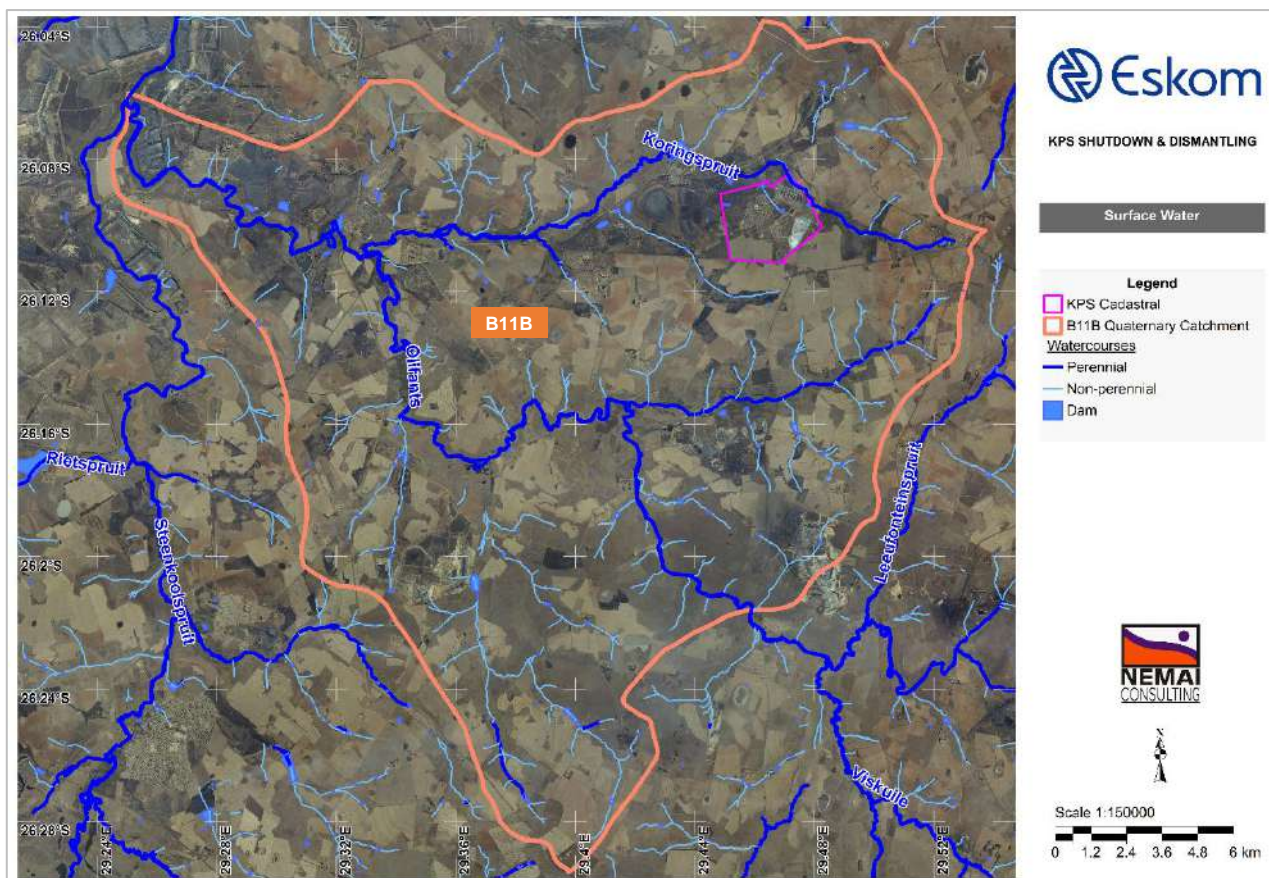 26.04°S
26.08°S
26.12°S
26.16°S
26.2°S
26.24°S
26.28°S
29.24°E
29.28°E
29.32°E
29.36°E
29.4°E
29.44°E
29.48°E
29.52°E
Koringspruit
B11B
Olifants
Rietspruit
Steenkoolspruit
Leeufonteinspruit
Viskuile
Eskom
KPS SHUTDOWN & DISMANTLING
Surface Water
Legend
KPS Cadastral
B11B Quaternary Catchment
Watercourses
Perennial
Non-perennial
Dam
NEMAI
CONSULTING
N
Scale 1:150000
0 1.2 2.4 3.6 4.8 6 km